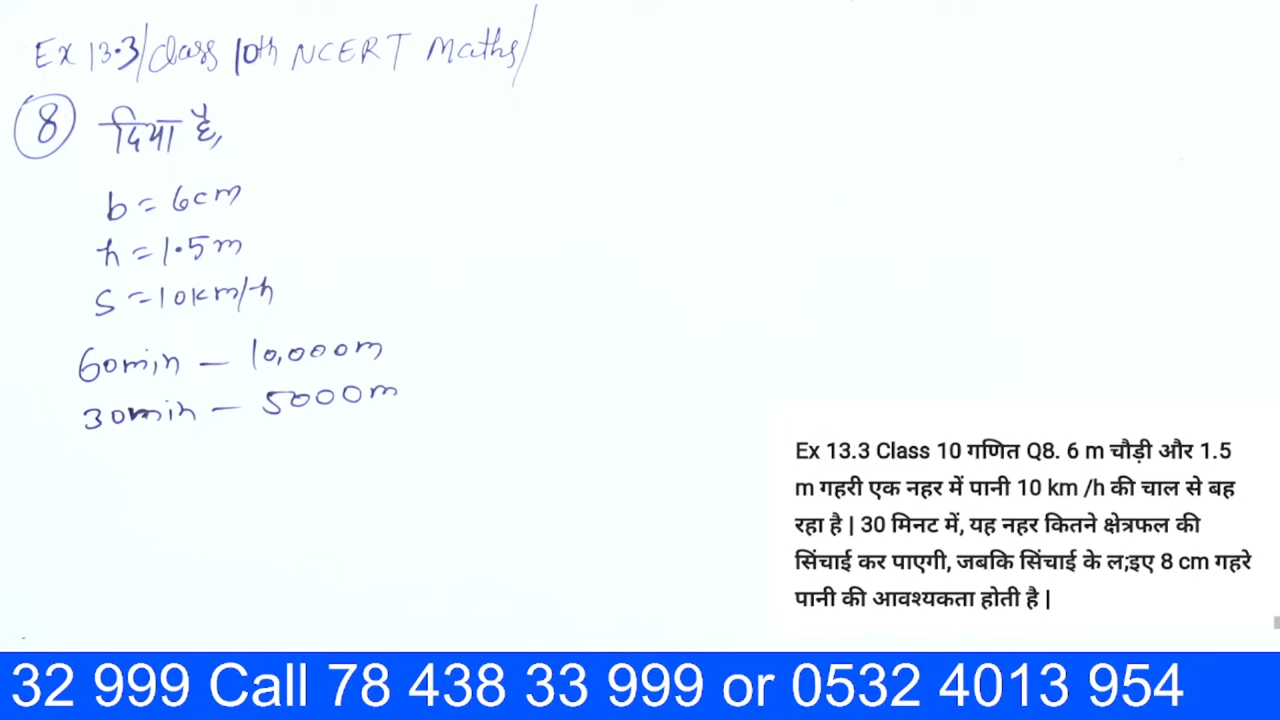 Ex 13.3/Class 10th NCERT Maths/
8 दिया है,
b = 6cm
h = 1.5m
S = 10km/h
60min — 10,000m
30min — 5000m
Ex 13.3 Class 10 गणित Q8. 6 m चौड़ी और 1.5
m गहरी एक नहर में पानी 10 km /h की चाल से बह
रहा है | 30 मिनट में, यह नहर कितने क्षेत्रफल की
सिंचाई कर पाएगी, जबकि सिंचाई के ल;इए 8 cm गहरे
पानी की आवश्यकता होती है |
32 999 Call 78 438 33 999 or 0532 4013 954